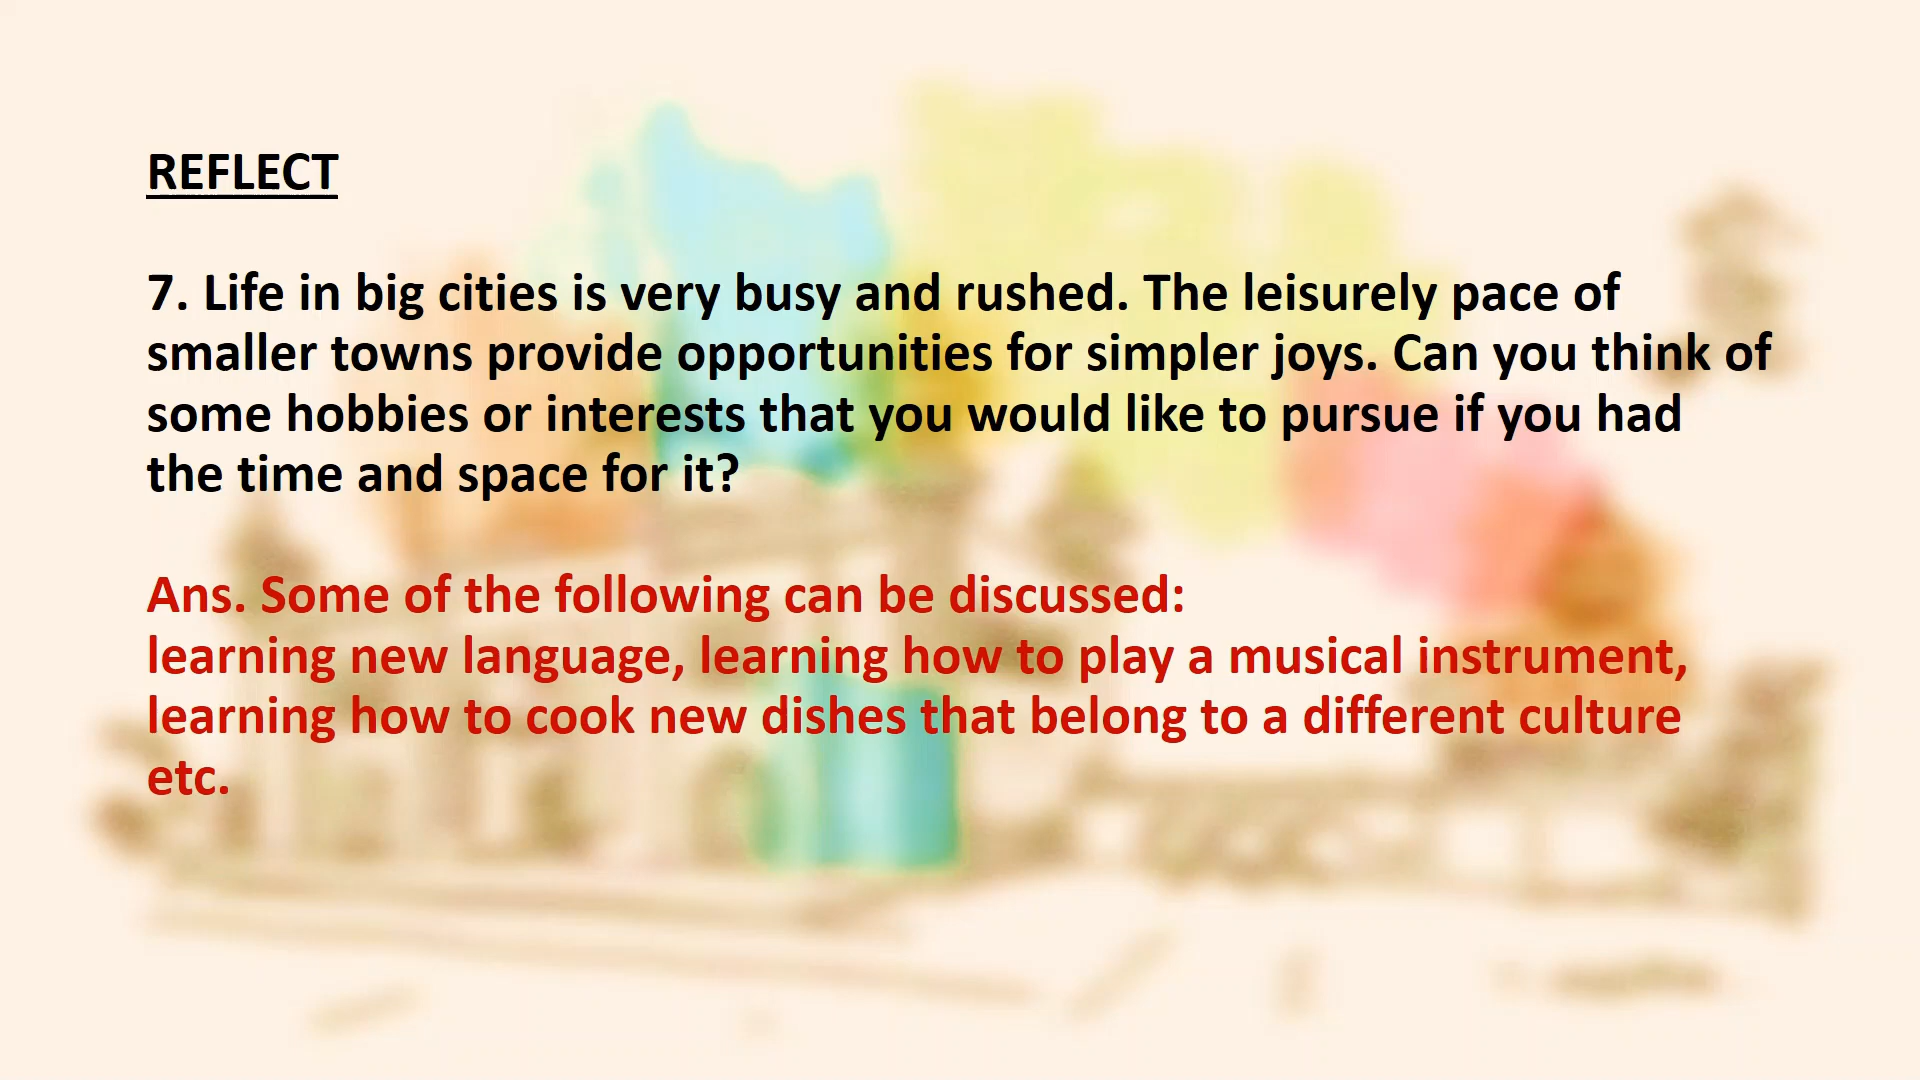 REFLECT
7. Life in big cities is very busy and rushed. The leisurely pace of
smaller towns provide opportunities for simpler joys. Can you think of
some hobbies or interests that you would like to pursue if you had
the time and space for it?
Ans. Some of the following can be discussed:
learning new language, learning how to play a musical instrument,
learning how to cook new dishes that belong to a different culture
etc.